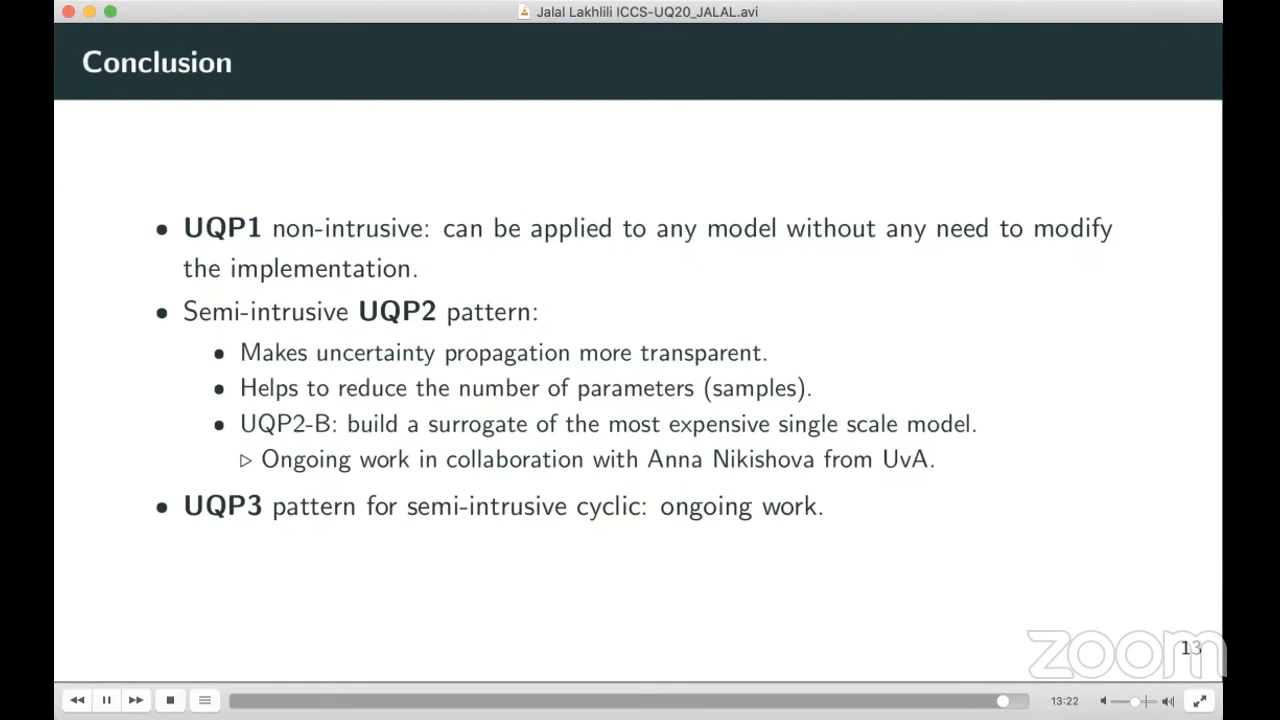 Jalal Lakhlili ICCS-UQ20_JALAL.avi
Conclusion
• UQP1 non-intrusive: can be applied to any model without any need to modify
the implementation.
• Semi-intrusive UQP2 pattern:
• Makes uncertainty propagation more transparent.
• Helps to reduce the number of parameters (samples).
• UQP2-B: build a surrogate of the most expensive single scale model.
▷ Ongoing work in collaboration with Anna Nikishova from UvA.
• UQP3 pattern for semi-intrusive cyclic: ongoing work.
zoom
13
13:22